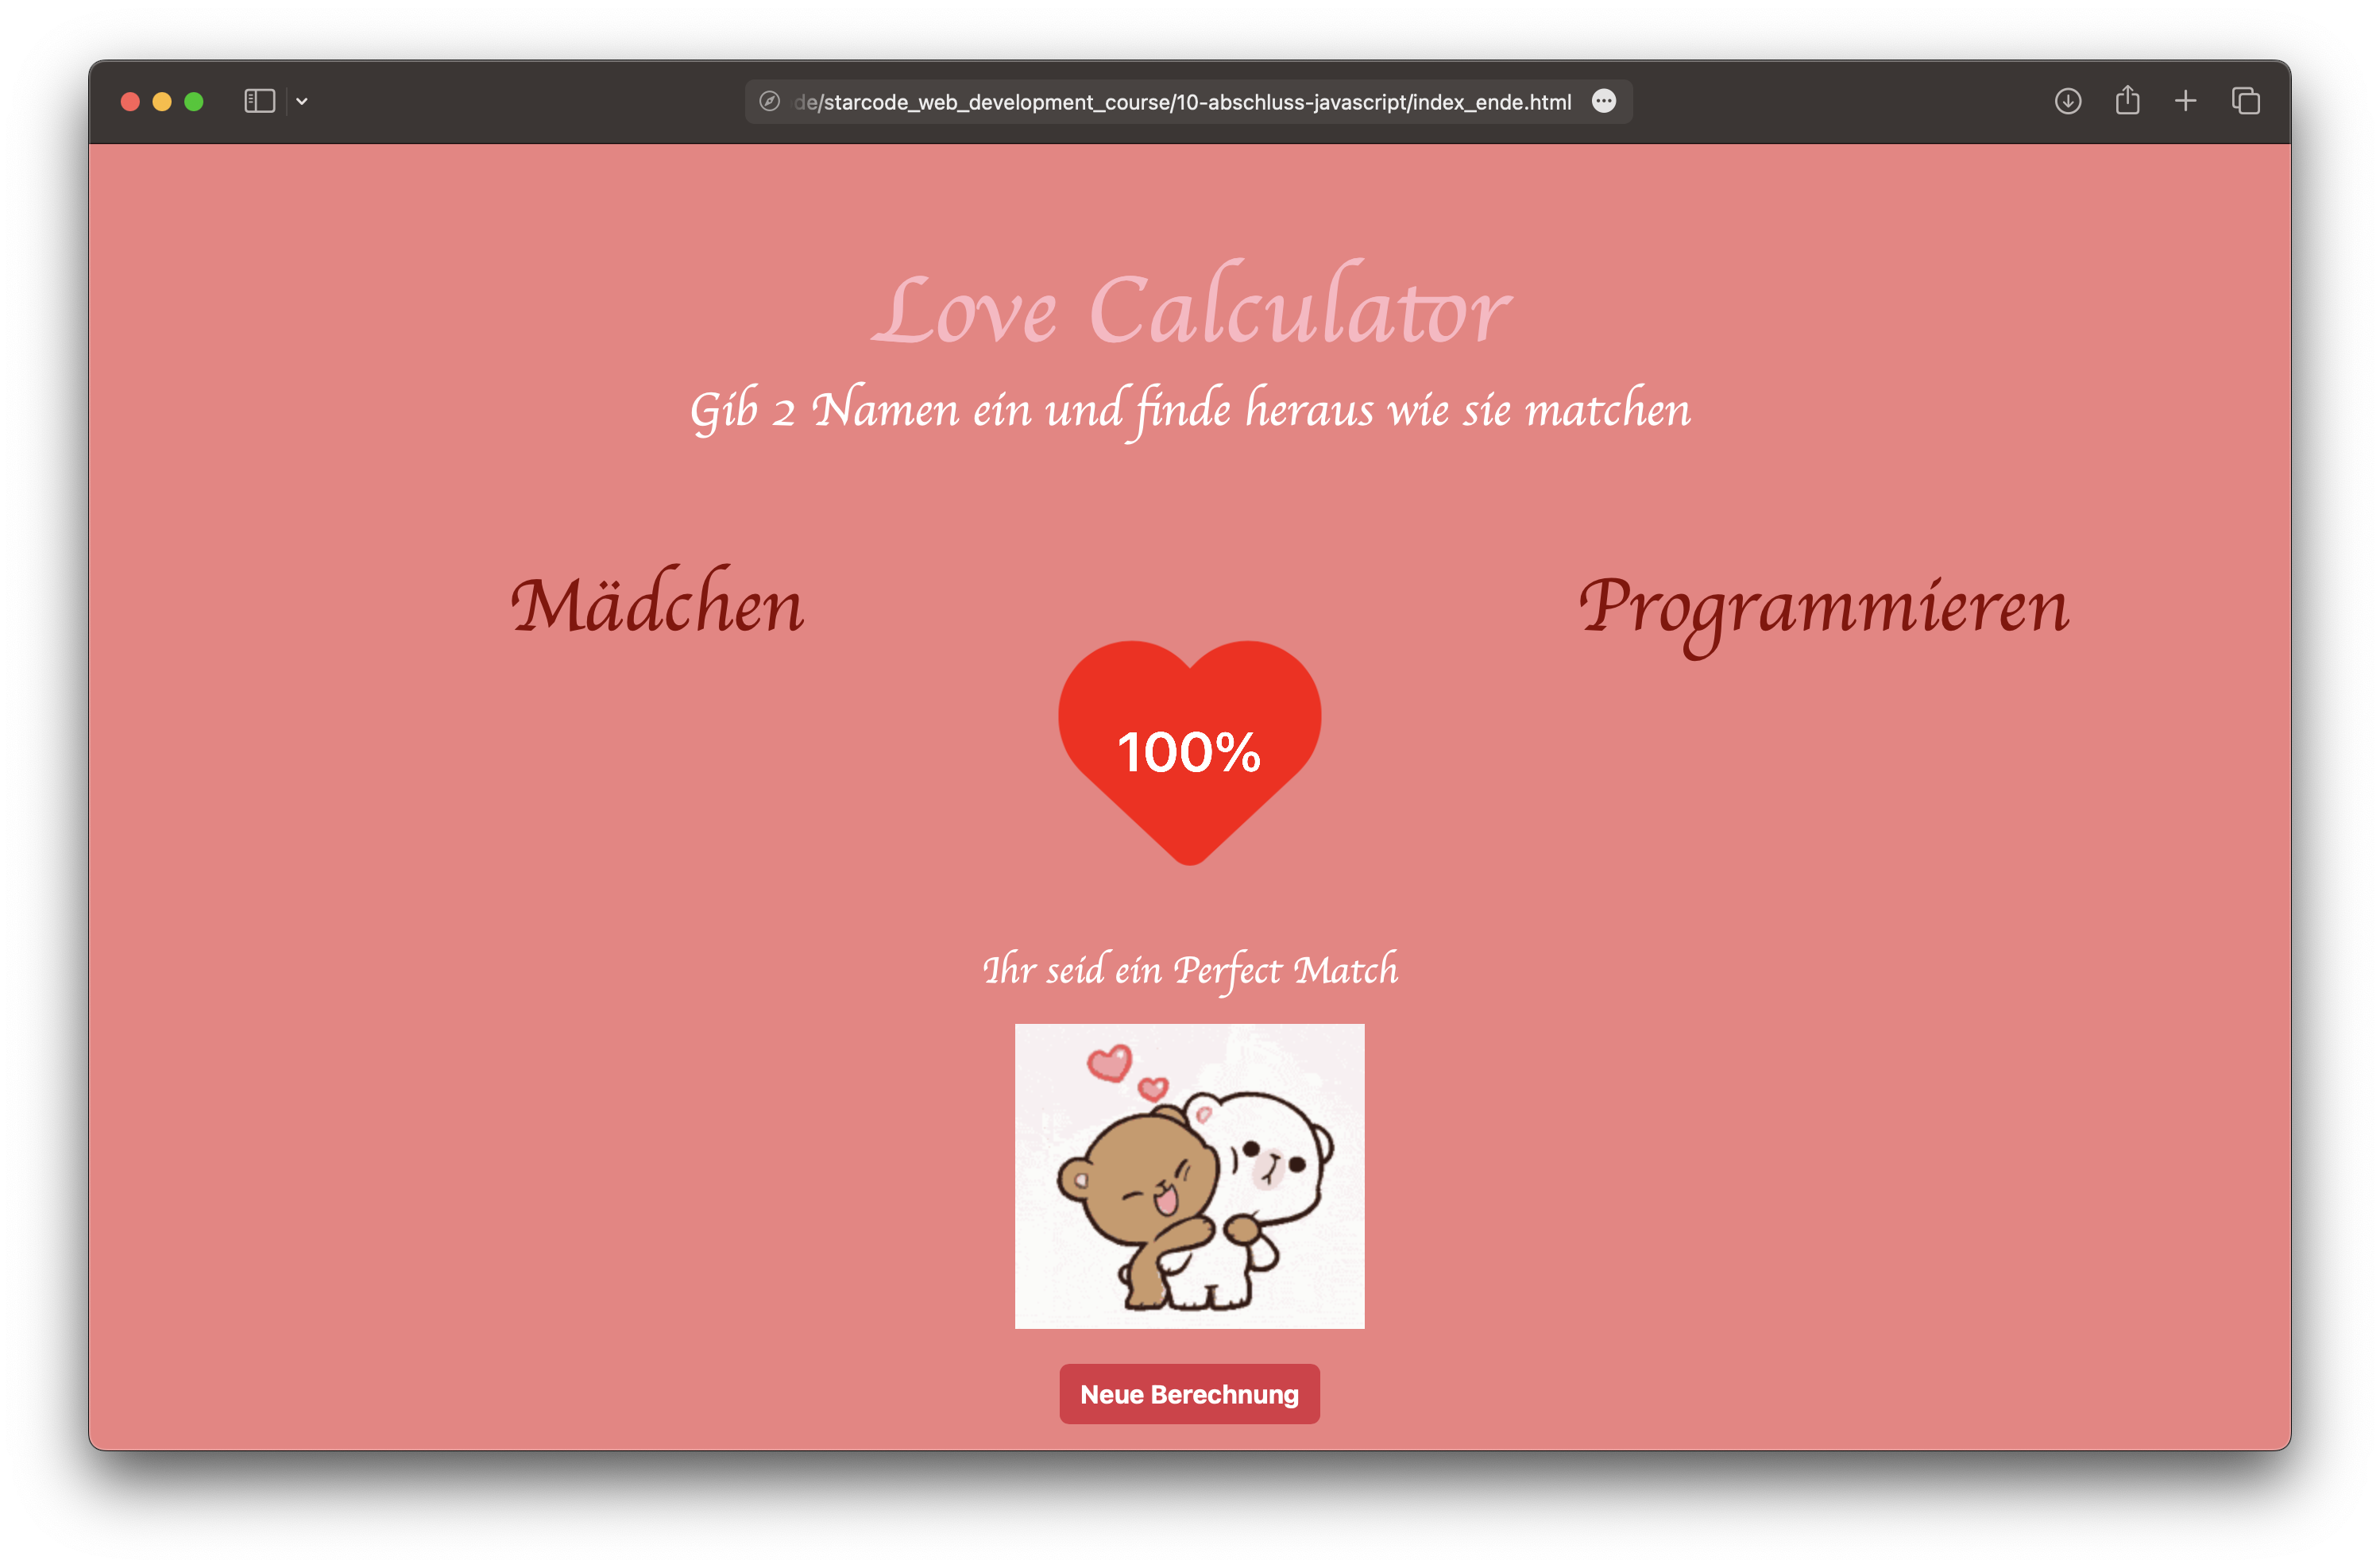 de/starcode_web_development_course/10-abschluss-javascript/index_ende.html
Love Calculator
Gib 2 Namen ein und finde heraus wie sie matchen
Mädchen
Programmieren
100%
Ihr seid ein Perfect Match
Neue Berechnung